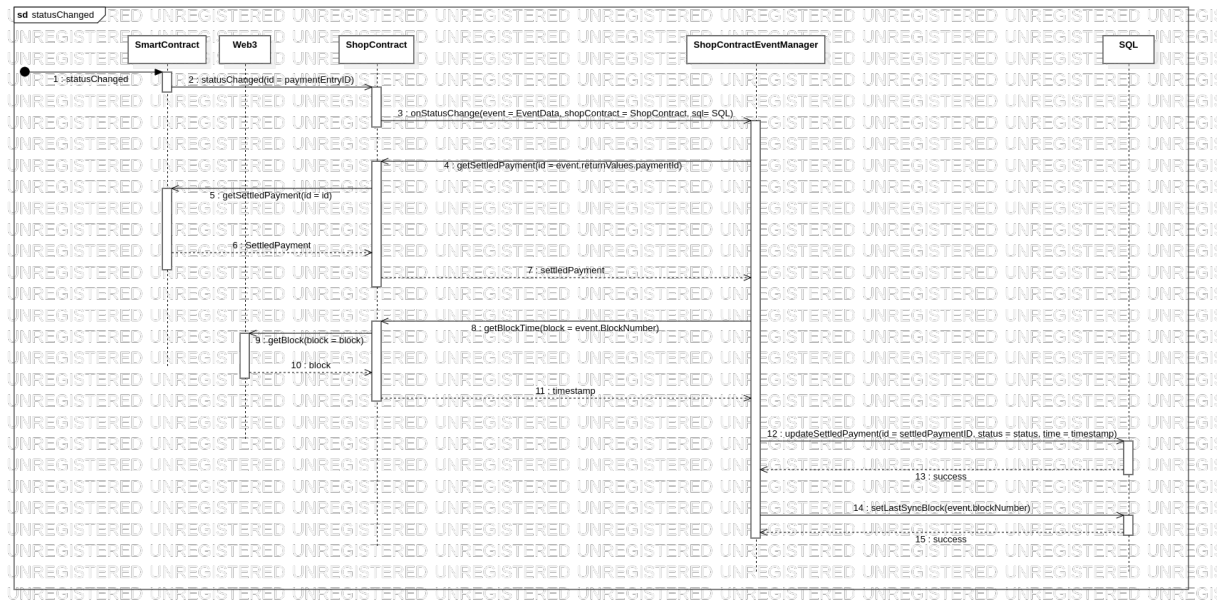 sd statusChanged
SmartContract
Web3
ShopContract
ShopContractEventManager
SQL
1 : statusChanged
2 : statusChanged(id = paymentEntryID)
3 : onStatusChange(event = EventData, shopContract = ShopContract, sql= SQL)
4 : getSettledPayment(id = event.returnValues.paymentId)
5 : getSettledPayment(id = id)
6 : SettledPayment
7 : settledPayment
8 : getBlockTime(block = event.BlockNumber)
9 : getBlock(block = block)
10 : block
11 : timestamp
12 : updateSettledPayment(id = settledPaymentID, status = status, time = timestamp)
13 : success
14 : setLastSyncBlock(event.blockNumber)
15 : success
UNREGISTERED